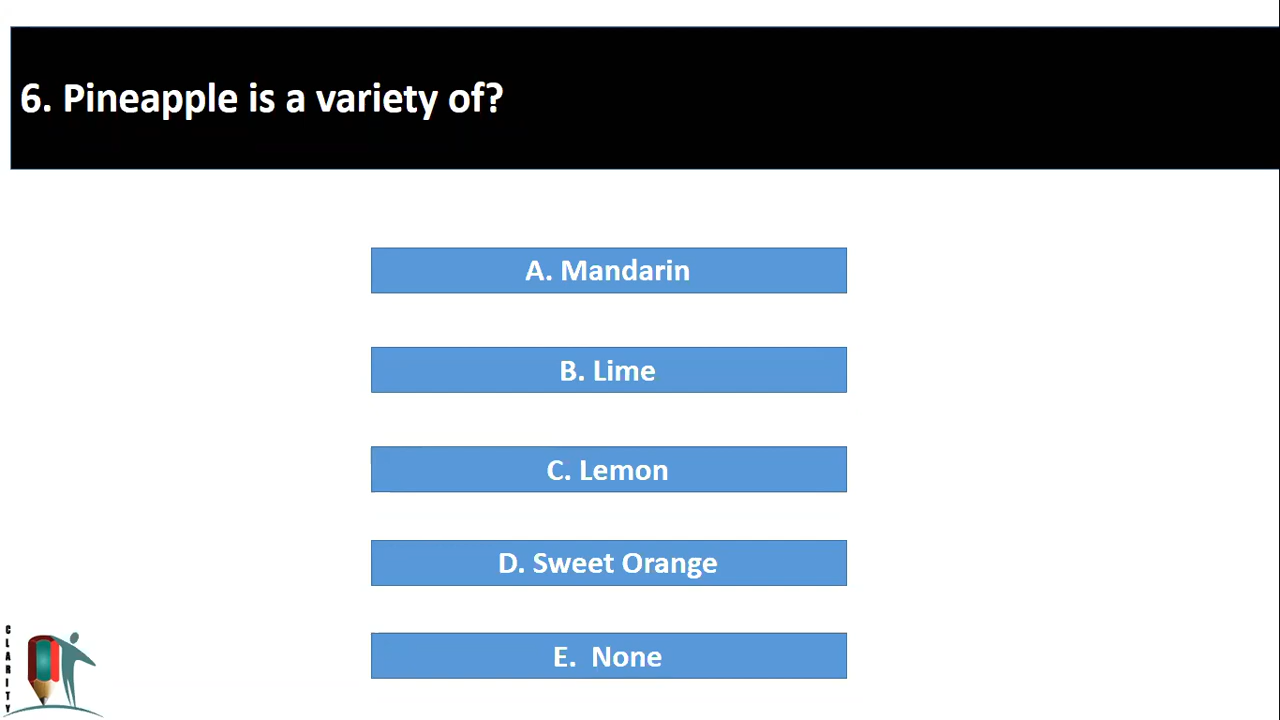 6. Pineapple is a variety of?
A. Mandarin
B. Lime
C. Lemon
D. Sweet Orange
E. None
CLARITY